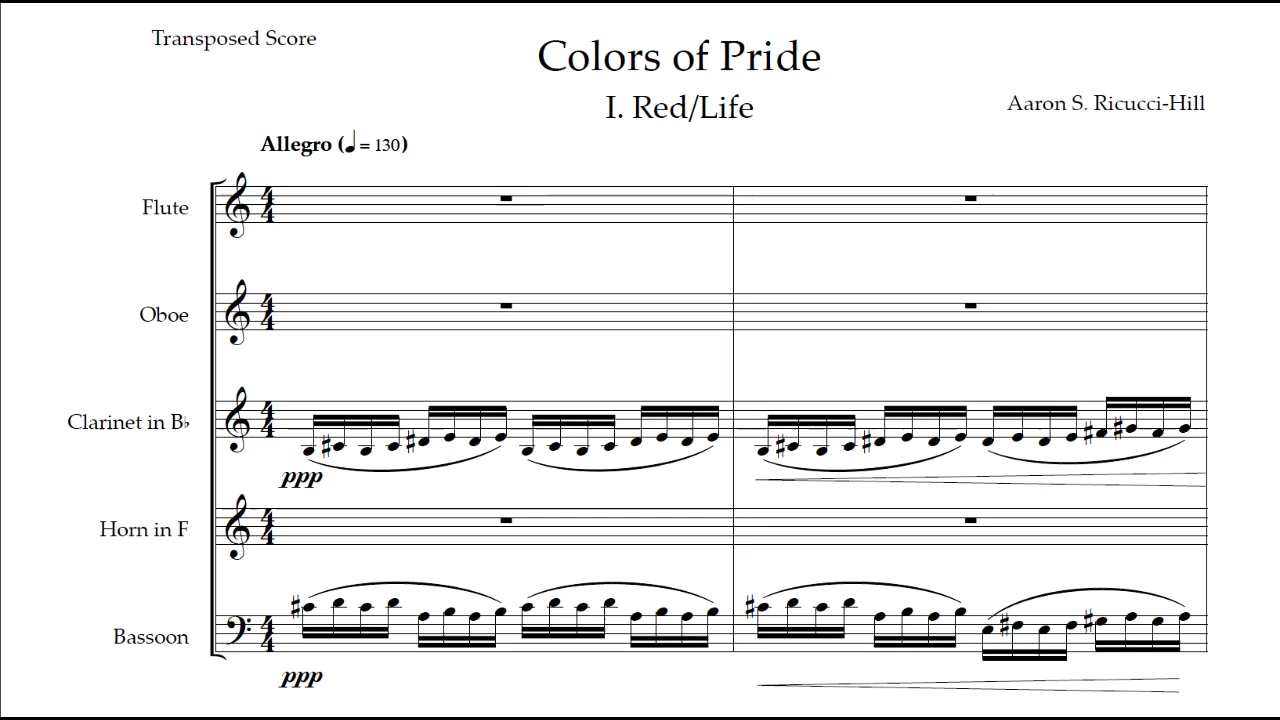 Transposed Score
Colors of Pride
I. Red/Life
Aaron S. Ricucci-Hill
Allegro (♩ = 130)
Flute
Oboe
Clarinet in B♭
ppp
Horn in F
Bassoon
ppp